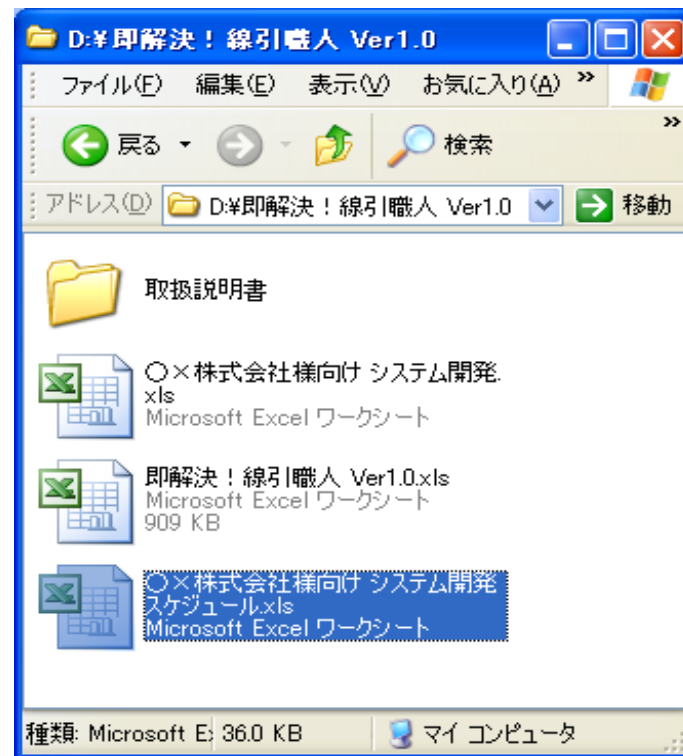 D:¥即解決！線引職人 Ver1.0
ファイル(F) 編集(E) 表示(V) お気に入り(A) »
戻る 検索 »
アドレス(D) D:¥即解決！線引職人 Ver1.0 移動
取扱説明書
〇×株式会社様向け システム開発.
xls
Microsoft Excel ワークシート
即解決！線引職人 Ver1.0.xls
Microsoft Excel ワークシート
909 KB
〇×株式会社様向け システム開発
スケジュール.xls
Microsoft Excel ワークシート
種類: Microsoft E 36.0 KB マイ コンピュータ